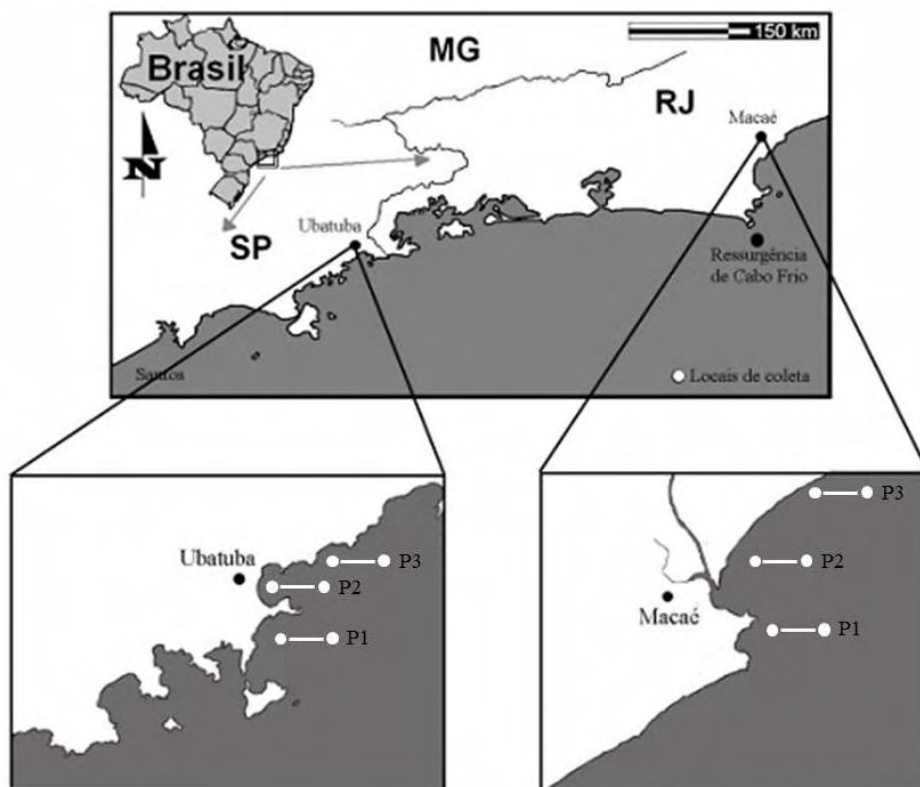 Brasil
MG
150 km
RJ
Macaé
N
SP
Ubatuba
Ressurgência
de Cabo Frio
Santos
Locais de coleta
P3
Ubatuba
P3
P2
P2
Macaé
P1
P1